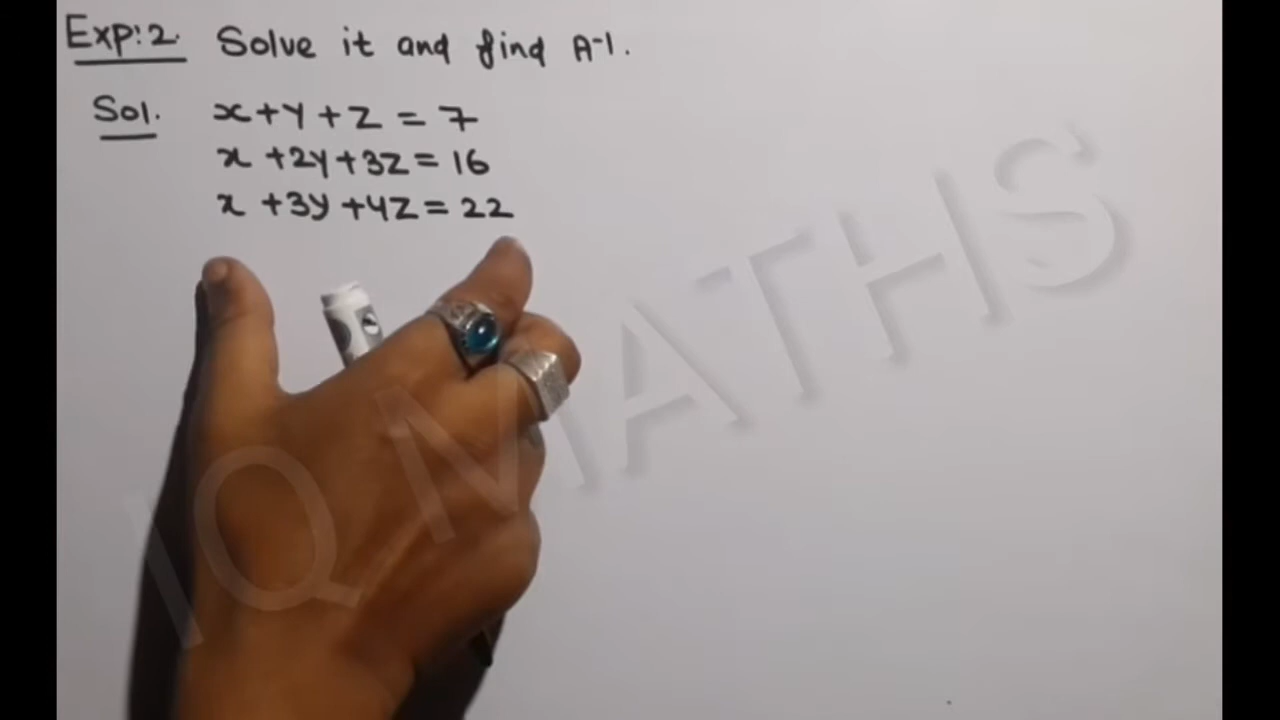 Exp:2. Solve it and find A-1.
Sol. x+y+z = 7
x +2y+3z = 16
x +3y +4z = 22
IQ MATHS